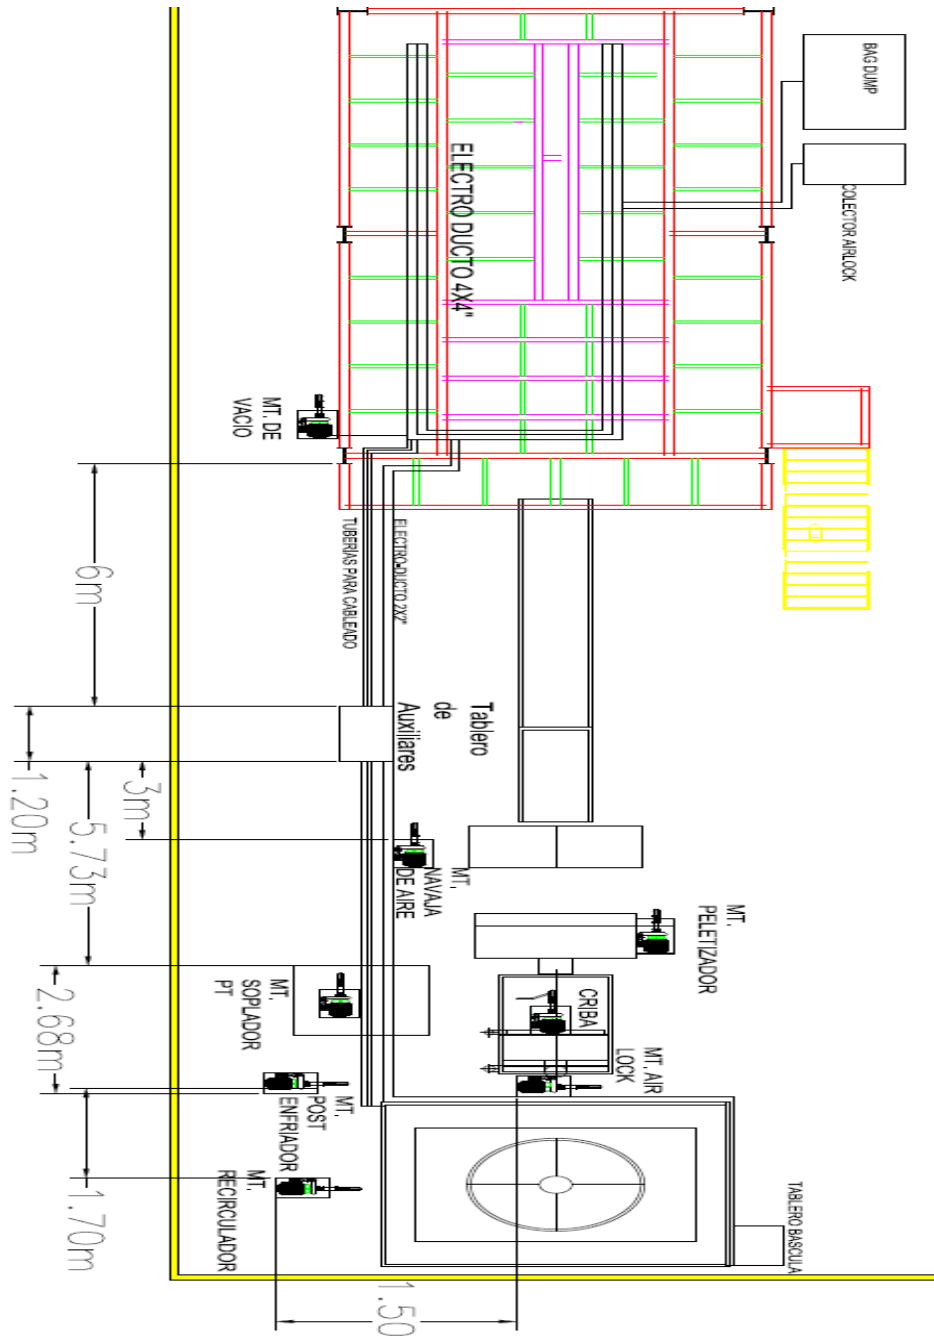 BAG DUMP
COLECTOR AIRLOCK
ELECTRO DUCTO 4X4"
MT. DE
VACIO
TUBERIAS PARA CABLEADO
ELECTRO-DUCTO 2X2"
6m
Tablero
de
Auxiliares
1.20m
3m
5.73m
MT.
NAVAJA
DE AIRE
MT.
PELETIZADOR
CRIBA
MT. AIR
LOCK
MT.
SOPLADOR
PT
2.68m
MT.
POST
ENFRIADOR
MT.
RECIRCULADOR
1.70m
TABLERO BASCULA
1.50